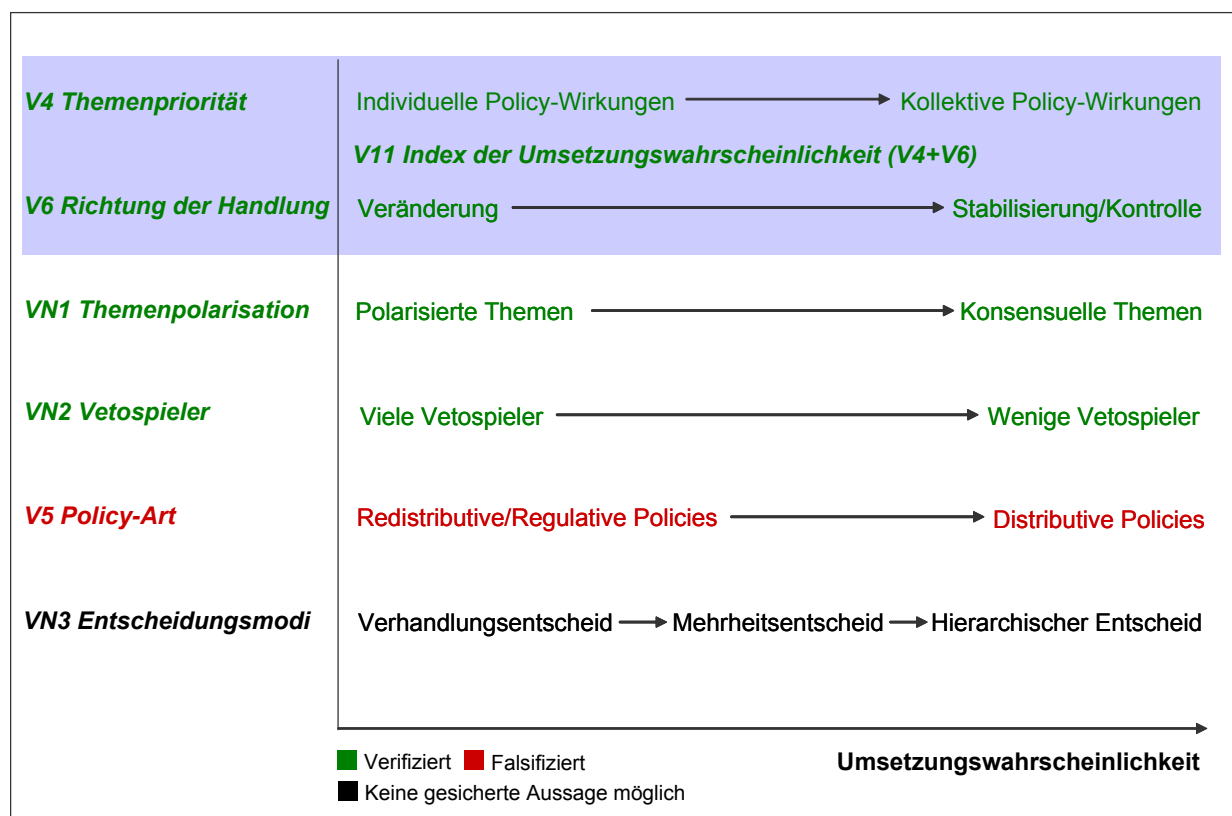 V4 Themenpriorität Individuelle Policy-Wirkungen Kollektive Policy-Wirkungen
V11 Index der Umsetzungswahrscheinlichkeit (V4+V6)
V6 Richtung der Handlung Veränderung Stabilisierung/Kontrolle
VN1 Themenpolarisation Polarisierte Themen Konsensuelle Themen
VN2 Vetospieler Viele Vetospieler Wenige Vetospieler
V5 Policy-Art Redistributive/Regulative Policies Distributive Policies
VN3 Entscheidungsmodi Verhandlungsentscheid Mehrheitsentscheid Hierarchischer Entscheid
Verifiziert Falsifiziert Umsetzungswahrscheinlichkeit
Keine gesicherte Aussage möglich